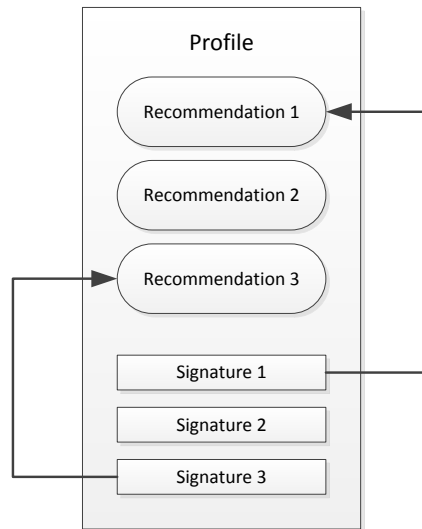 Profile
Recommendation 1
Recommendation 2
Recommendation 3
Signature 1
Signature 2
Signature 3